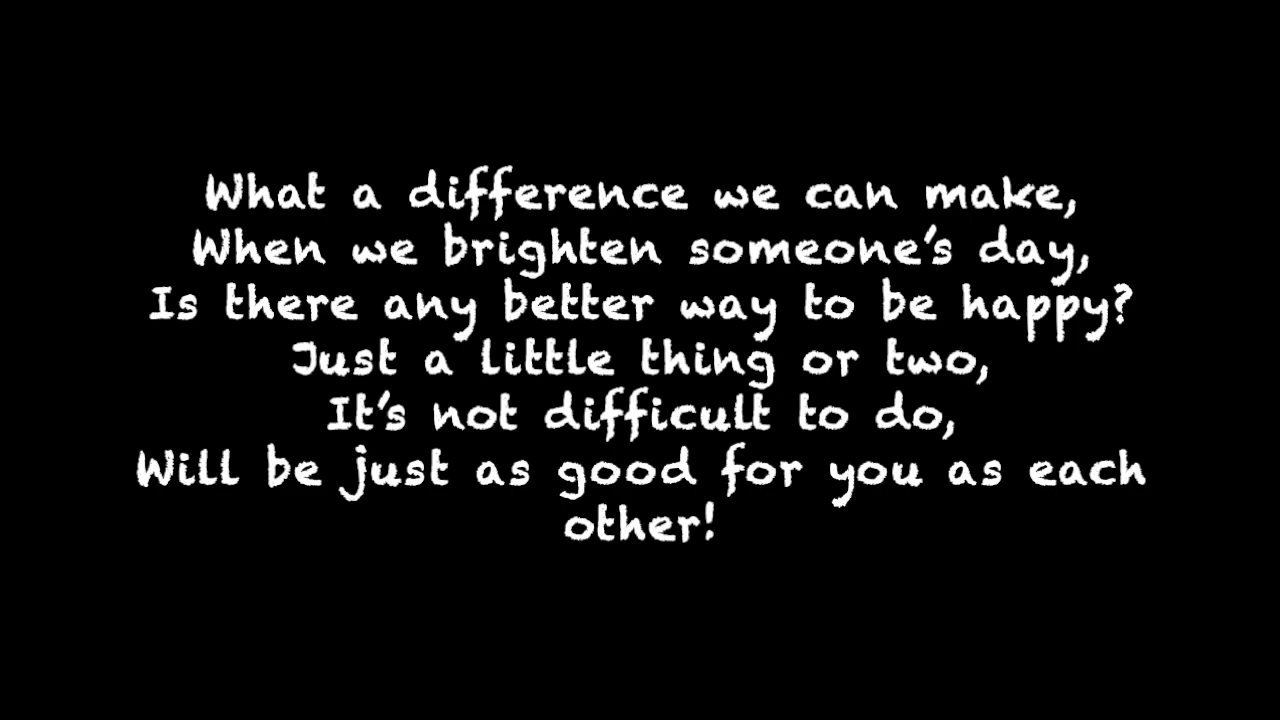 What a difference we can make,
When we brighten someone's day,
Is there any better way to be happy?
Just a little thing or two,
It's not difficult to do,
Will be just as good for you as each
other!